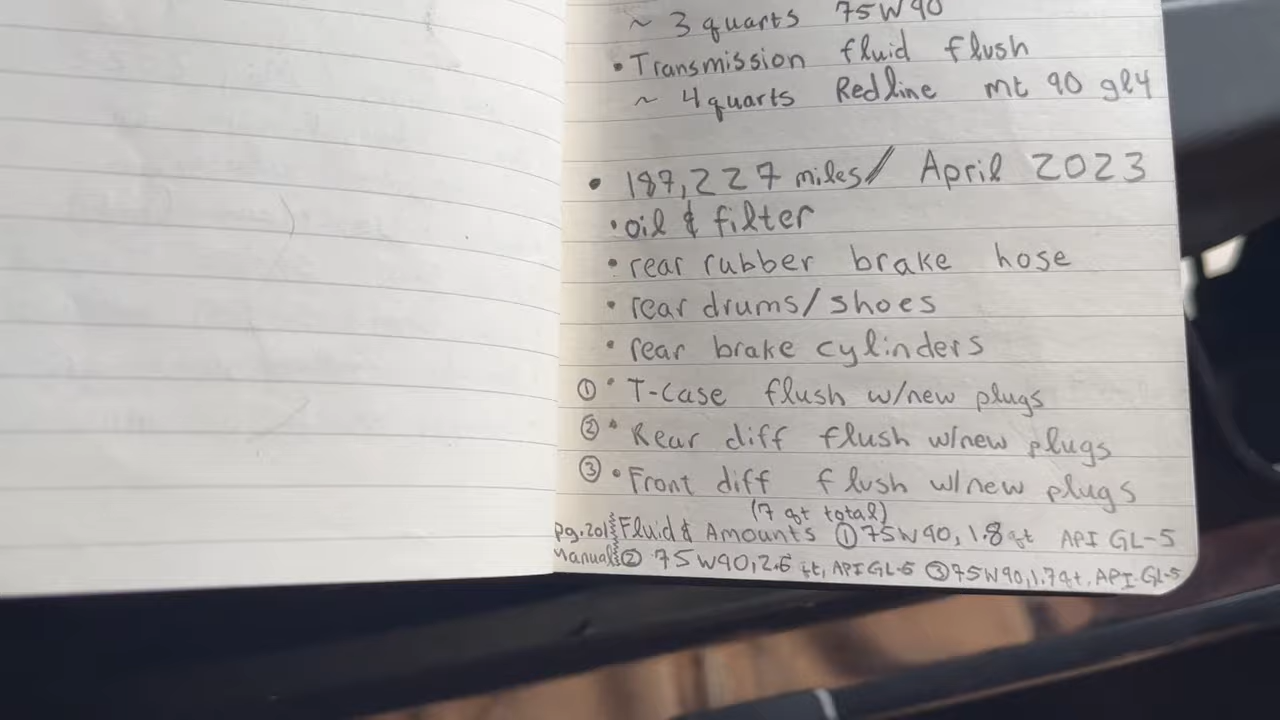 ~ 3 quarts 75W90
• Transmission fluid flush
~ 4 quarts Redline mt 90 gl4
• 187,227 miles/ April 2023
• oil & filter
• rear rubber brake hose
• rear drums/shoes
• rear brake cylinders
① • T-Case flush w/new plugs
② • Rear diff flush w/new plugs
③ • Front diff flush w/new plugs
(7 qt total)
pg.201 Fluid & Amounts ① 75W90, 1.8 qt API GL-5
manual ② 75W90, 2.6 qt, API GL-5 ③ 75W90, 1.7 qt, API-GL-5